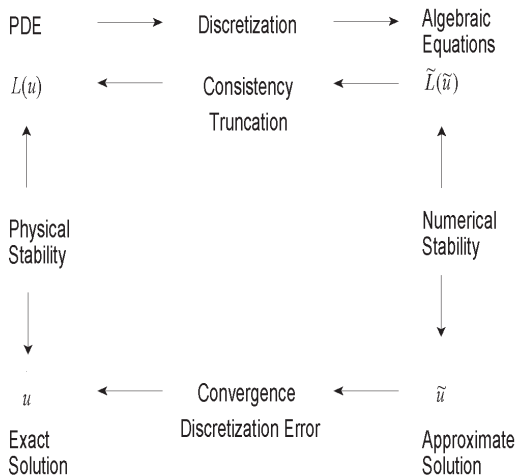 PDE
Discretization
Algebraic
Equations
L(u)
Consistency
Truncation
L̃(ũ)
Physical
Stability
Numerical
Stability
u
Convergence
Discretization Error
ũ
Exact
Solution
Approximate
Solution